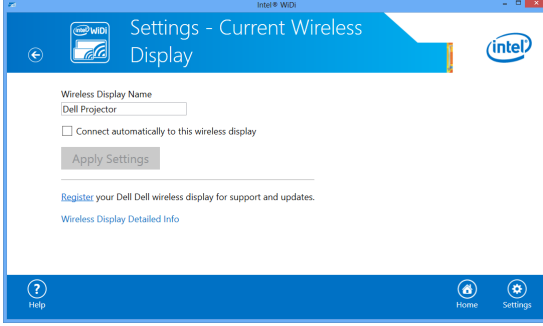 Intel® WiDi
intel WiDi
Settings - Current Wireless
Display
intel
Wireless Display Name
Dell Projector
Connect automatically to this wireless display
Apply Settings
Register your Dell Dell wireless display for support and updates.
Wireless Display Detailed Info
?
Help
Home
Settings